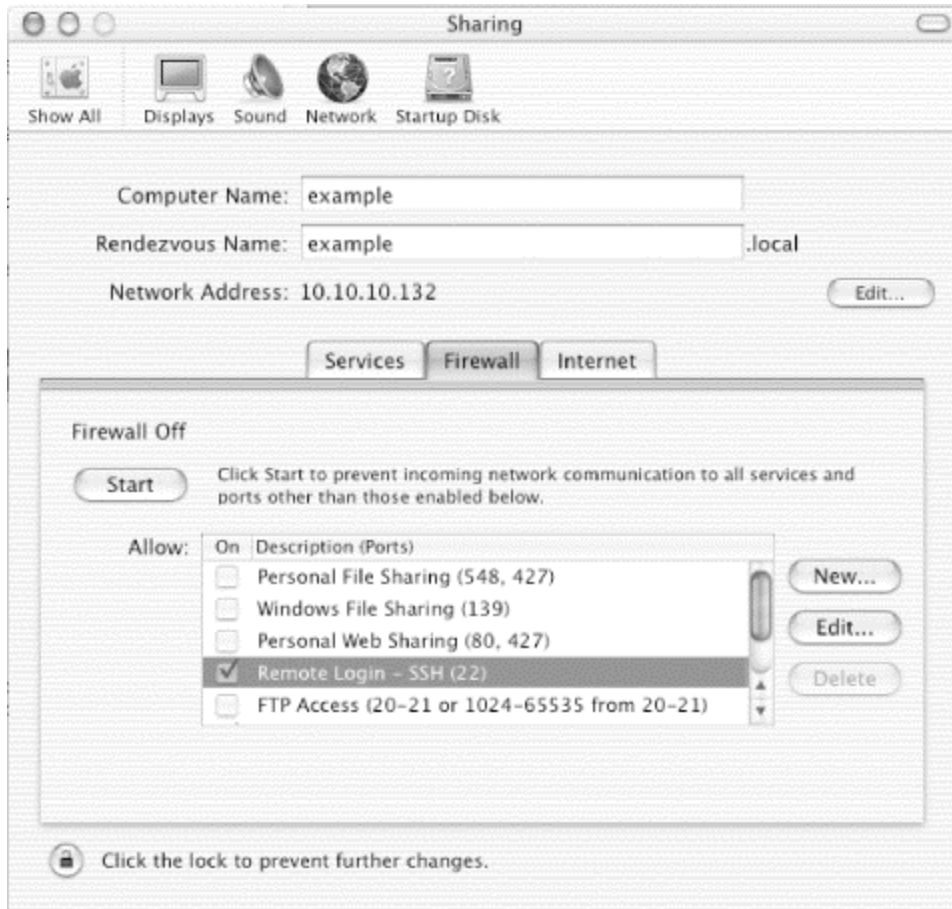 Sharing
Show All Displays Sound Network Startup Disk
Computer Name: example
Rendezvous Name: example .local
Network Address: 10.10.10.132 Edit...
Services Firewall Internet
Firewall Off
Start Click Start to prevent incoming network communication to all services and
ports other than those enabled below.
Allow: On Description (Ports)
Personal File Sharing (548, 427) New...
Windows File Sharing (139)
Personal Web Sharing (80, 427) Edit...
Remote Login – SSH (22) Delete
FTP Access (20–21 or 1024–65535 from 20–21)
Click the lock to prevent further changes.